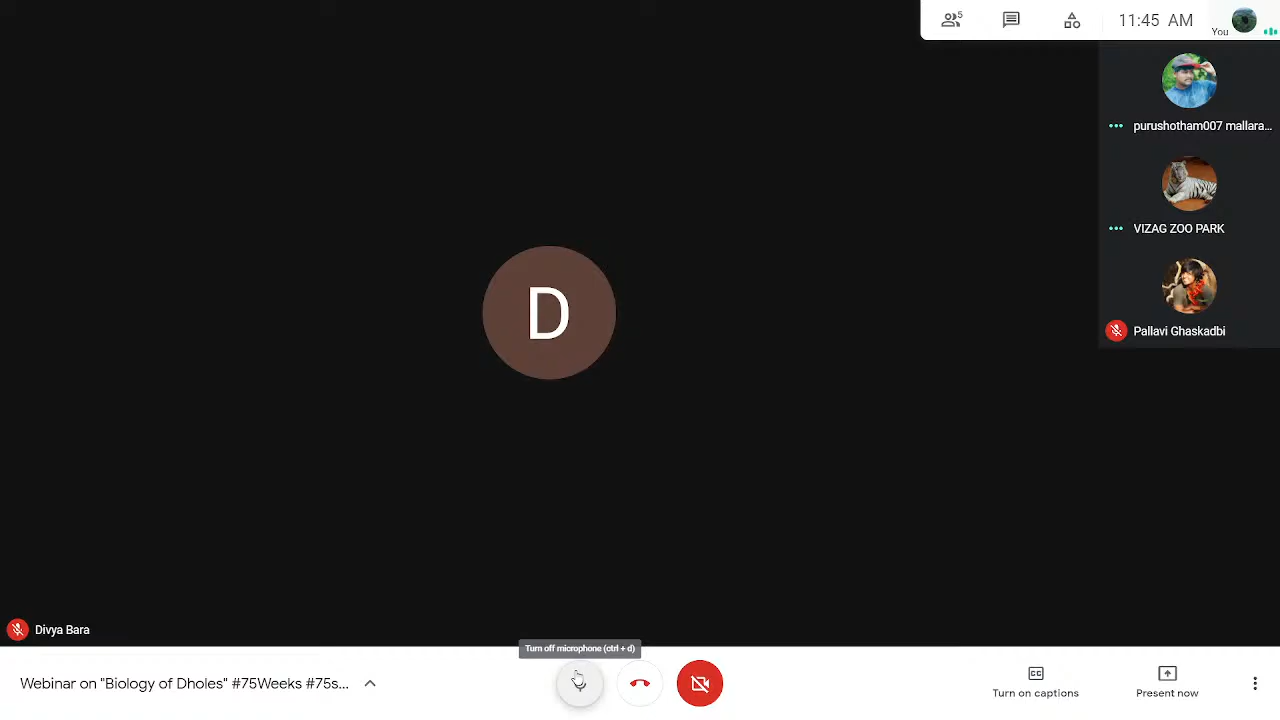 5
11:45 AM
You
purushotham007 mallara...
VIZAG ZOO PARK
Pallavi Ghaskadbi
D
Divya Bara
Turn off microphone (ctrl + d)
Webinar on "Biology of Dholes" #75Weeks #75s...
CC
Turn on captions
Present now